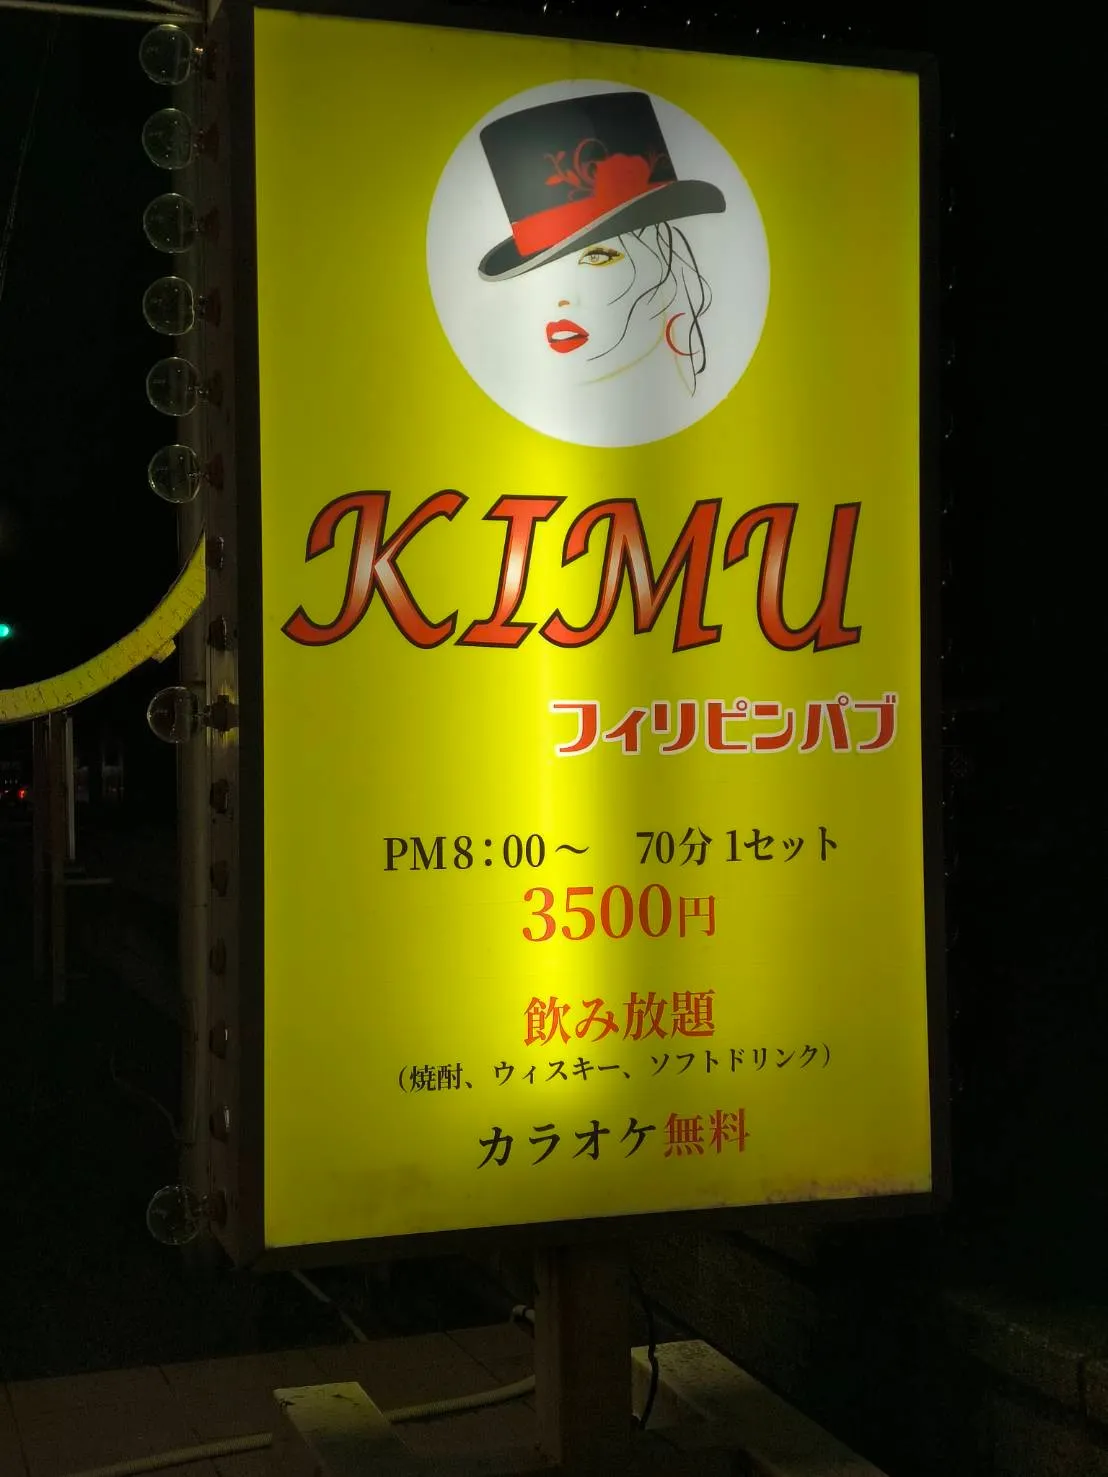 KIMU
フィリピンパブ
PM8:00～　70分 1セット
3500円
飲み放題
(焼酎、ウィスキー、ソフトドリンク)
カラオケ無料